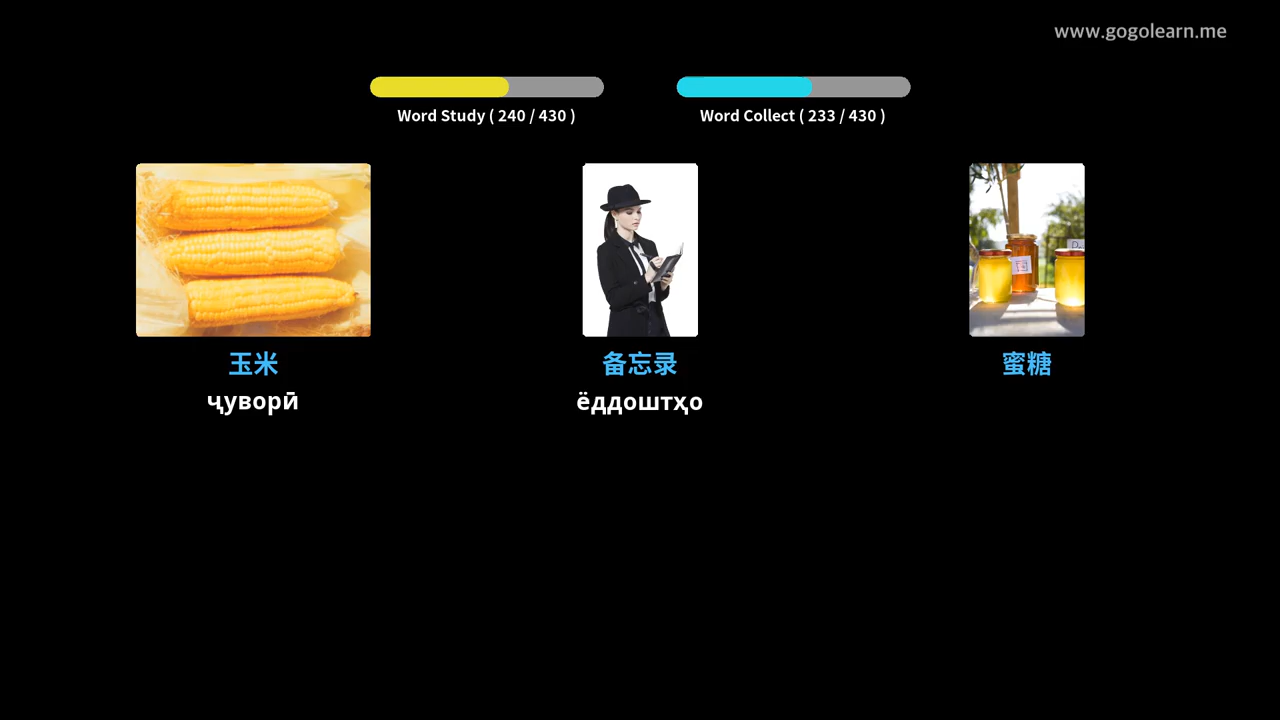 www.gogolearn.me
Word Study ( 240 / 430 )
Word Collect ( 233 / 430 )
玉米
备忘录
蜜糖
ҷуворӣ
ёддоштҳо